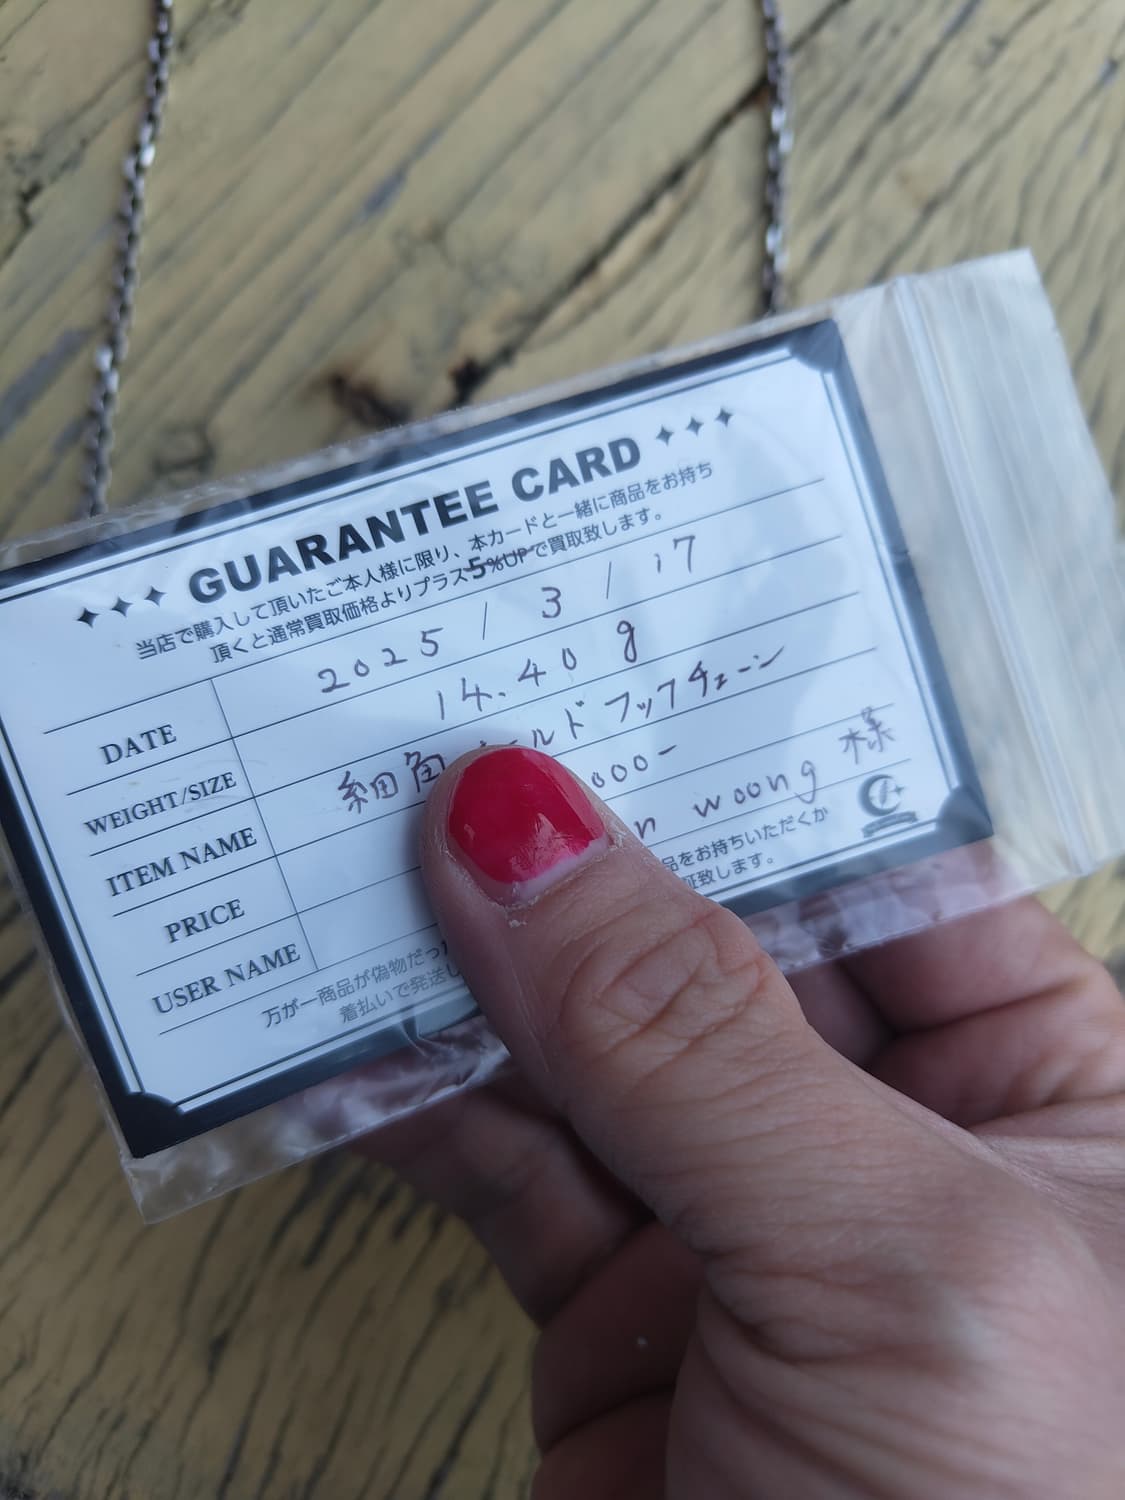 GUARANTEE CARD
当店で購入して頂いたご本人様に限り、本カードと一緒に商品をお持ち
頂くと通常買取価格よりプラス5%UPで買取致します。
DATE 2025 / 3 / 17
WEIGHT/SIZE 14.40g
ITEM NAME 細角 ールド フックチェーン
PRICE 000-
USER NAME n woong 様
万が一商品が偽物だった 品をお持ちいただくか
着払いで発送し 証致します。